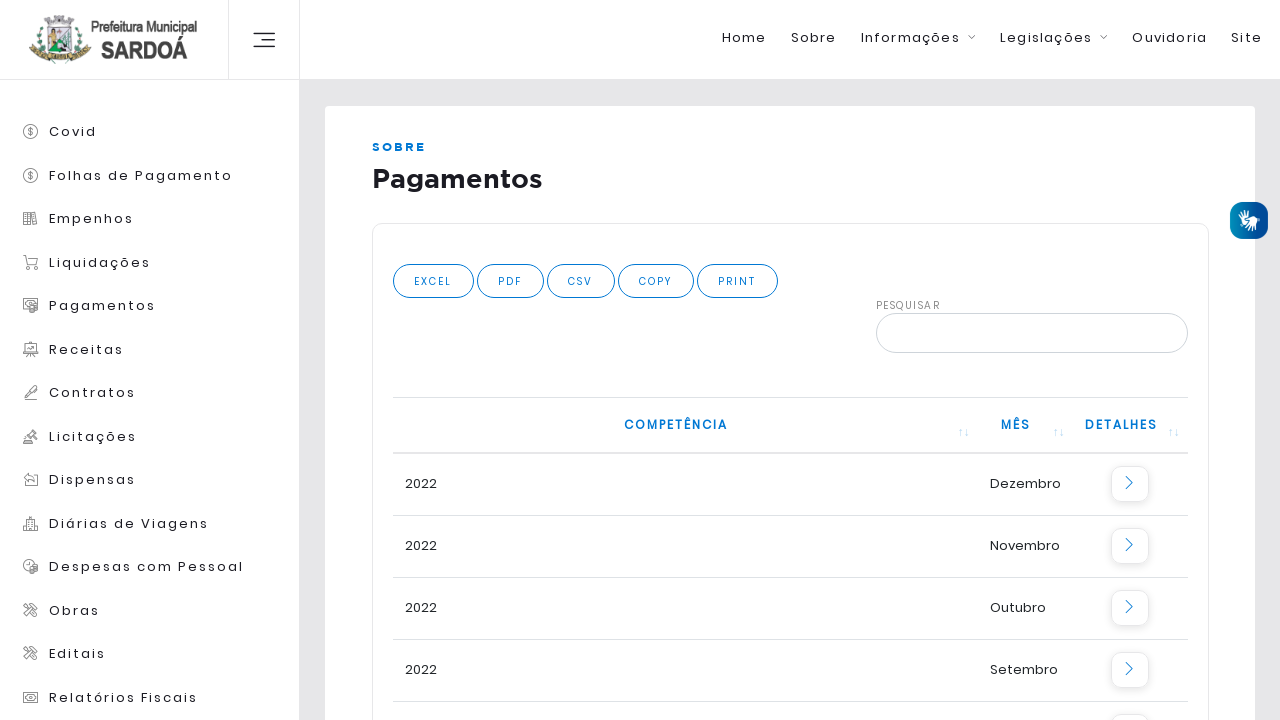 Prefeitura Municipal
SARDOÁ
Home Sobre Informações Legislações Ouvidoria Site
Covid
Folhas de Pagamento
Empenhos
Liquidações
Pagamentos
Receitas
Contratos
Licitações
Dispensas
Diárias de Viagens
Despesas com Pessoal
Obras
Editais
Relatórios Fiscais
SOBRE
Pagamentos
EXCEL PDF CSV COPY PRINT
PESQUISAR
COMPETÊNCIA MÊS DETALHES
2022 Dezembro
2022 Novembro
2022 Outubro
2022 Setembro